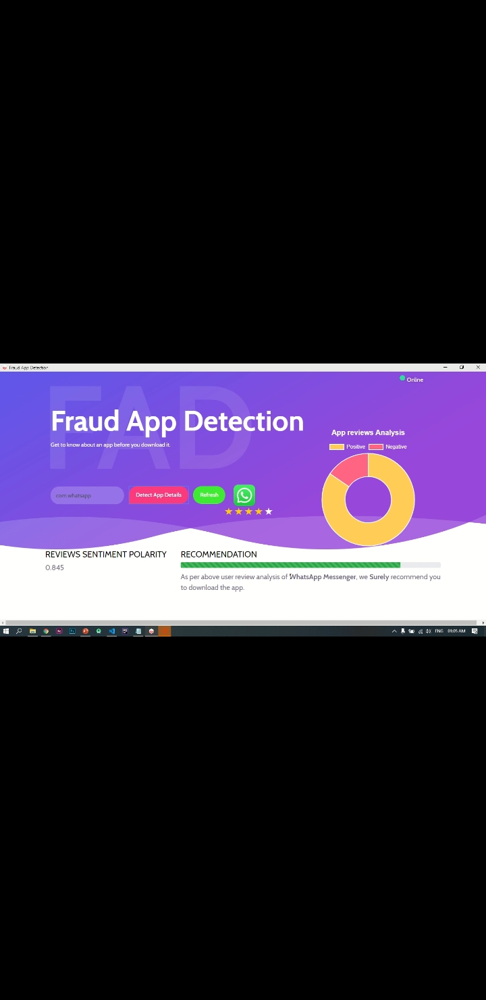 Fraud App Detection
Online
FAD
Fraud App Detection
Get to know about an app before you download it.
App reviews Analysis
Positive Negative
com.whatsapp
Detect App Details
Refresh
REVIEWS SENTIMENT POLARITY
0.845
RECOMMENDATION
As per above user review analysis of WhatsApp Messenger, we Surely recommend you
to download the app.
ENG 01:05 AM